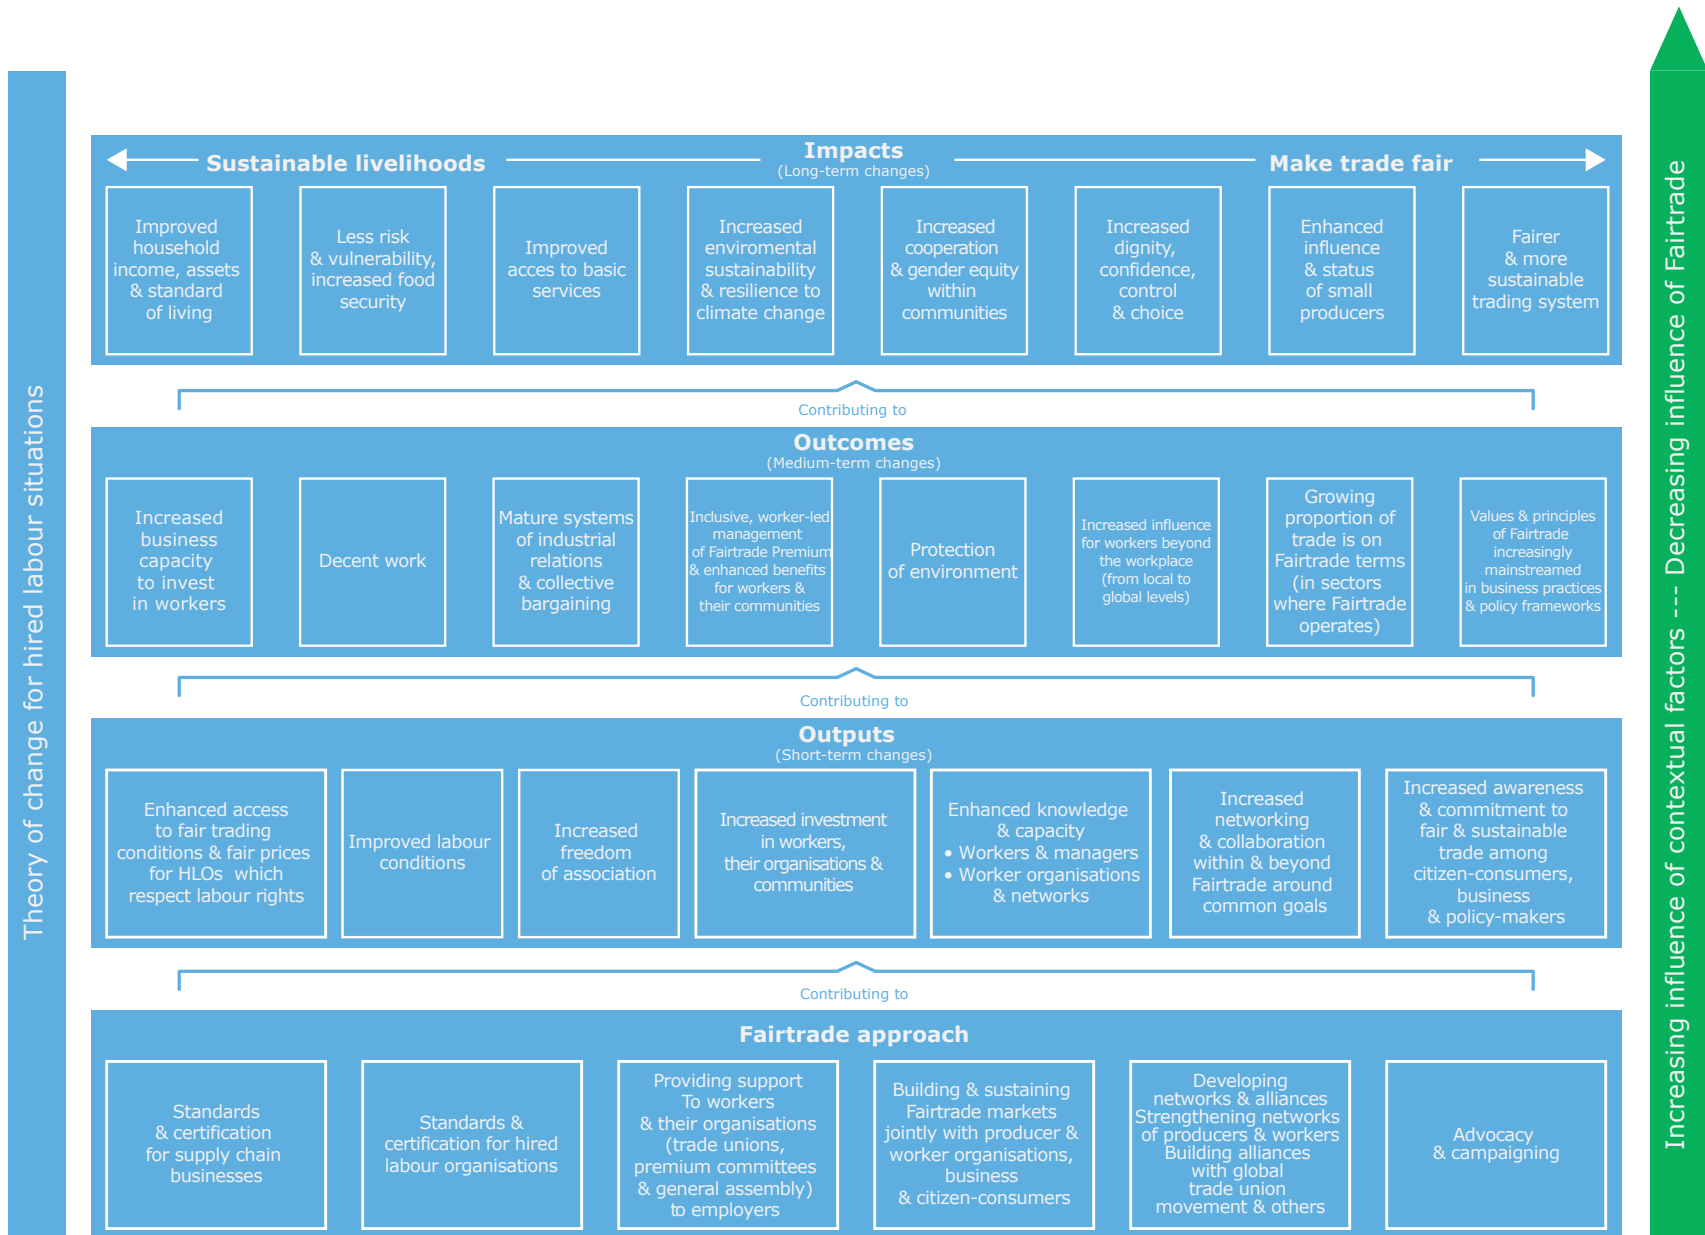 Theory of change for hired labour situations
Sustainable livelihoods
Impacts
(Long-term changes)
Make trade fair
Improved
household
income, assets
& standard
of living
Less risk
& vulnerability,
increased food
security
Improved
acces to basic
services
Increased
enviromental
sustainability
& resilience to
climate change
Increased
cooperation
& gender equity
within
communities
Increased
dignity,
confidence,
control
& choice
Enhanced
influence
& status
of small
producers
Fairer
& more
sustainable
trading system
Contributing to
Outcomes
(Medium-term changes)
Increased
business
capacity
to invest
in workers
Decent work
Mature systems
of industrial
relations
& collective
bargaining
Inclusive, worker-led
management
of Fairtrade Premium
& enhanced benefits
for workers &
their communities
Protection
of environment
Increased influence
for workers beyond
the workplace
(from local to
global levels)
Growing
proportion of
trade is on
Fairtrade terms
(in sectors
where Fairtrade
operates)
Values & principles
of Fairtrade
increasingly
mainstreamed
in business practices
& policy frameworks
Contributing to
Outputs
(Short-term changes)
Enhanced access
to fair trading
conditions & fair prices
for HLOs which
respect labour rights
Improved labour
conditions
Increased
freedom
of association
Increased investment
in workers,
their organisations &
communities
Enhanced knowledge
& capacity
• Workers & managers
• Worker organisations
& networks
Increased
networking
& collaboration
within & beyond
Fairtrade around
common goals
Increased awareness
& commitment to
fair & sustainable
trade among
citizen-consumers,
business
& policy-makers
Contributing to
Fairtrade approach
Standards
& certification
for supply chain
businesses
Standards &
certification for hired
labour organisations
Providing support
To workers
& their organisations
(trade unions,
premium committees
& general assembly)
to employers
Building & sustaining
Fairtrade markets
jointly with producer &
worker organisations,
business
& citizen-consumers
Developing
networks & alliances
Strengthening networks
of producers & workers
Building alliances
with global
trade union
movement & others
Advocacy
& campaigning
Increasing influence of contextual factors --- Decreasing influence of Fairtrade